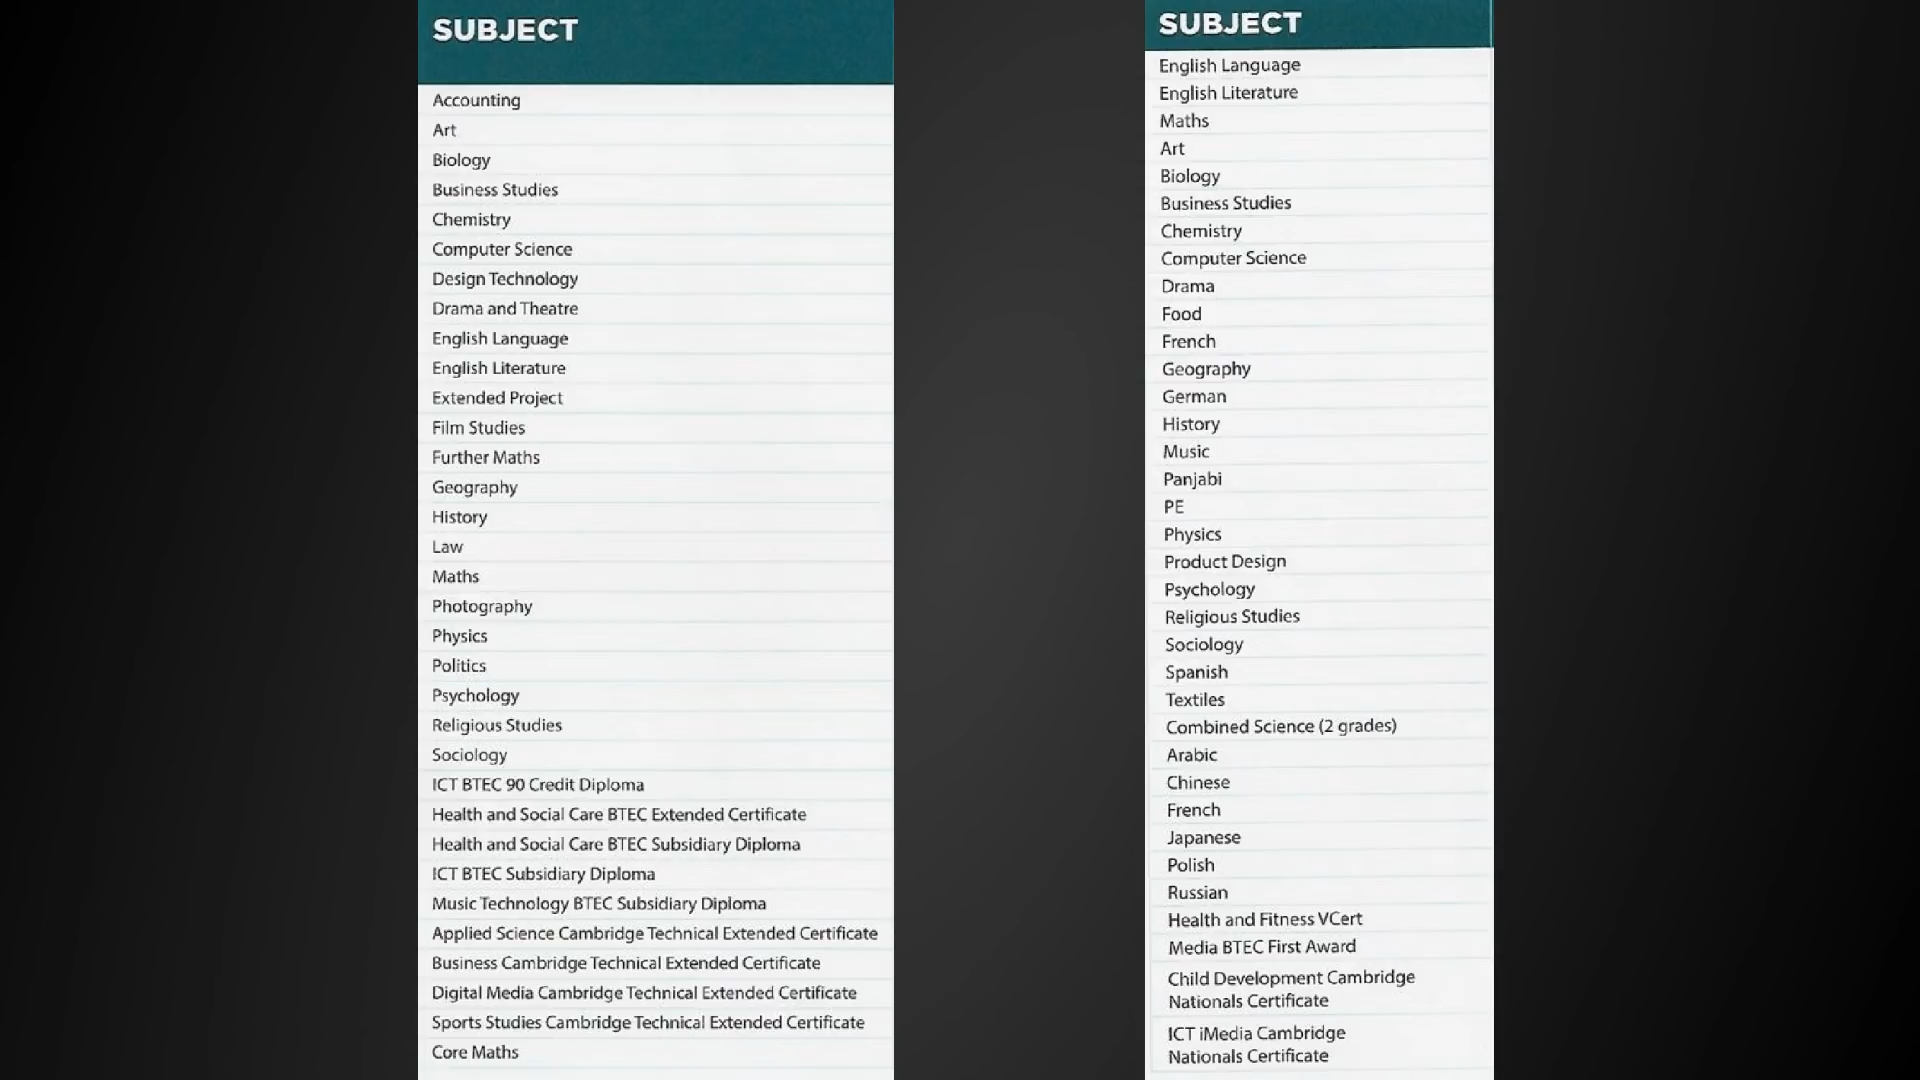 SUBJECT
Accounting
Art
Biology
Business Studies
Chemistry
Computer Science
Design Technology
Drama and Theatre
English Language
English Literature
Extended Project
Film Studies
Further Maths
Geography
History
Law
Maths
Photography
Physics
Politics
Psychology
Religious Studies
Sociology
ICT BTEC 90 Credit Diploma
Health and Social Care BTEC Extended Certificate
Health and Social Care BTEC Subsidiary Diploma
ICT BTEC Subsidiary Diploma
Music Technology BTEC Subsidiary Diploma
Applied Science Cambridge Technical Extended Certificate
Business Cambridge Technical Extended Certificate
Digital Media Cambridge Technical Extended Certificate
Sports Studies Cambridge Technical Extended Certificate
Core Maths
SUBJECT
English Language
English Literature
Maths
Art
Biology
Business Studies
Chemistry
Computer Science
Drama
Food
French
Geography
German
History
Music
Panjabi
PE
Physics
Product Design
Psychology
Religious Studies
Sociology
Spanish
Textiles
Combined Science (2 grades)
Arabic
Chinese
French
Japanese
Polish
Russian
Health and Fitness VCert
Media BTEC First Award
Child Development Cambridge
Nationals Certificate
ICT iMedia Cambridge
Nationals Certificate